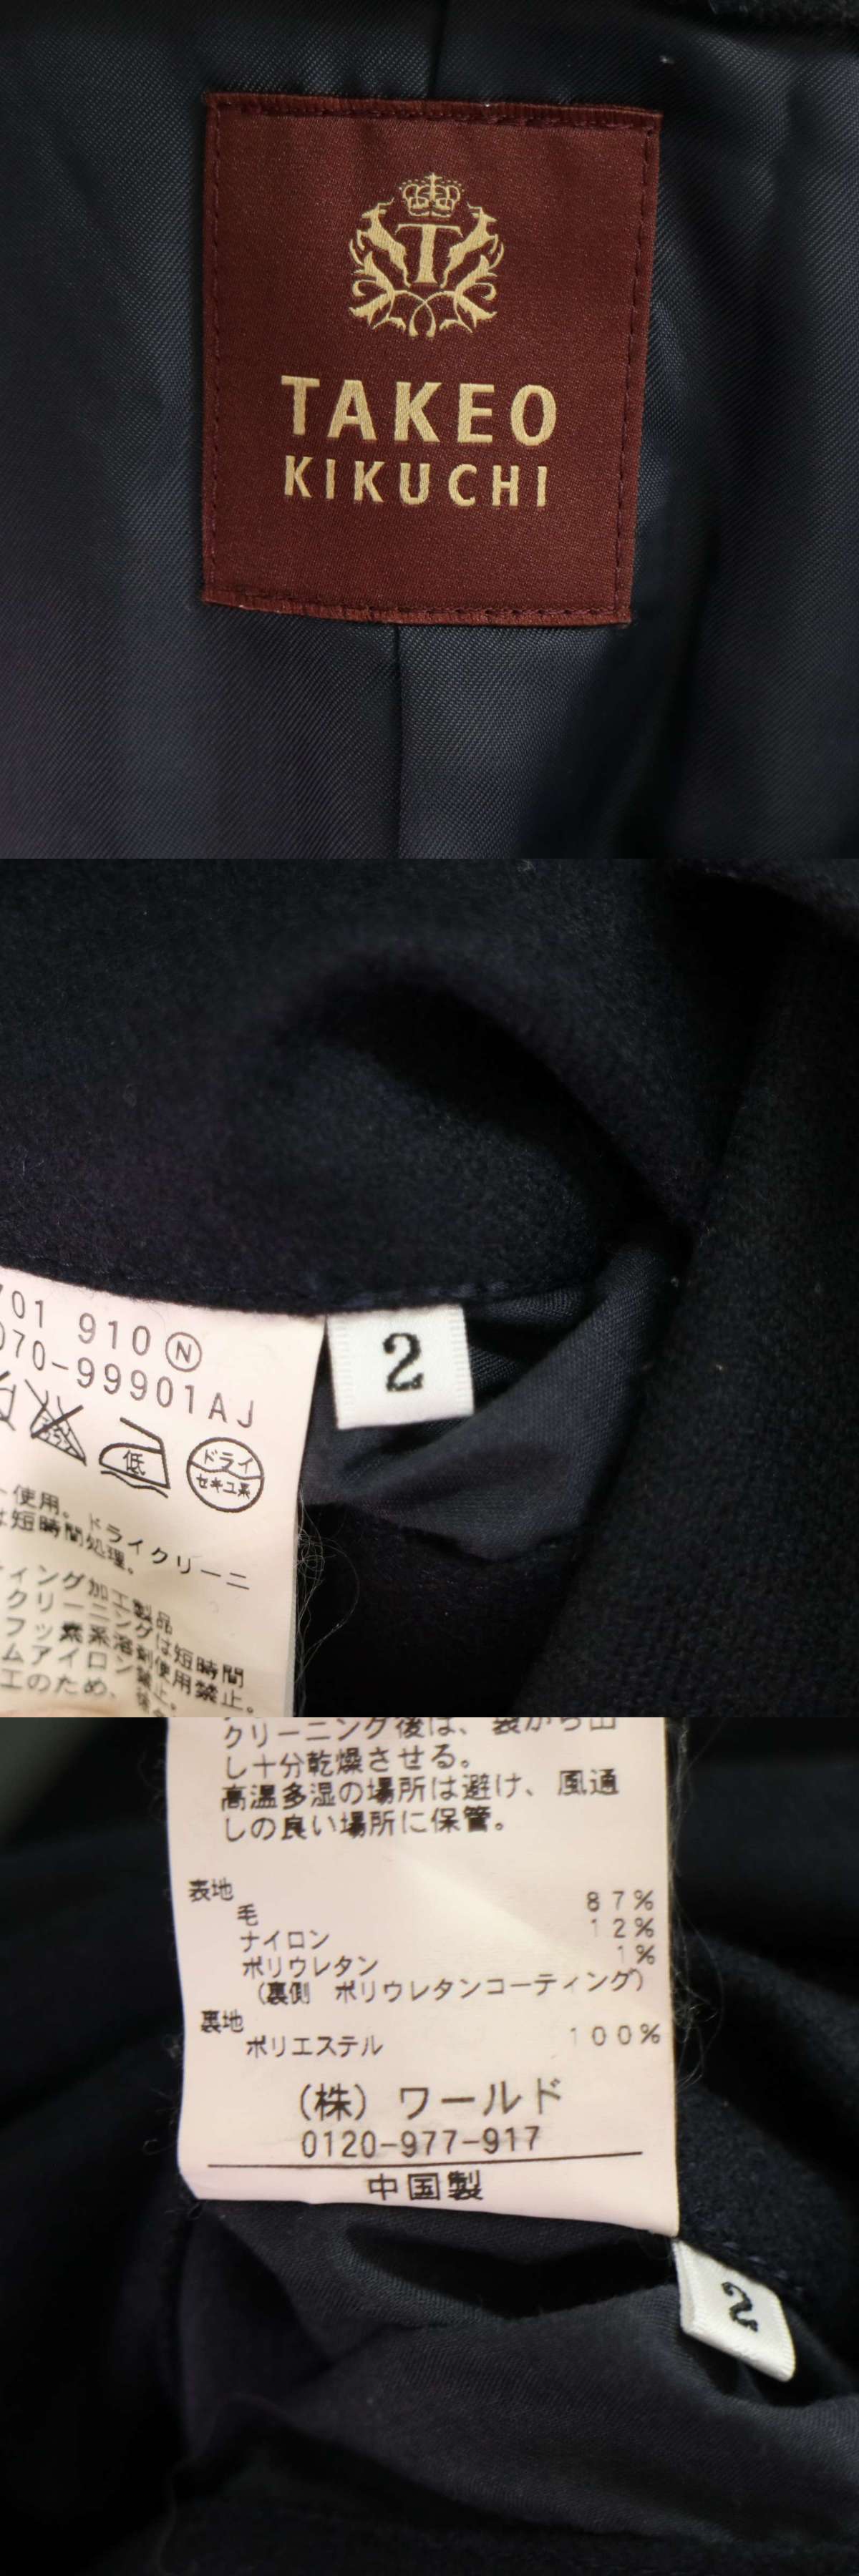 T
TAKEO
KIKUCHI
701 910 Ⓝ
070-99901AJ
2
低
ドライ
セキユ系
使用。ドライクリーニ
は短時間処理。
ィング加工製品
クリーニングは短時間
フッ素系溶剤使用禁止。
ムアイロン禁止。
工のため、
クリーニング後は、袋から出
し十分乾燥させる。
高温多湿の場所は避け、風通
しの良い場所に保管。
表地
毛 87%
ナイロン 12%
ポリウレタン 1%
(裏側 ポリウレタンコーティング)
裏地
ポリエステル 100%
(株)ワールド
0120-977-917
中国製
2